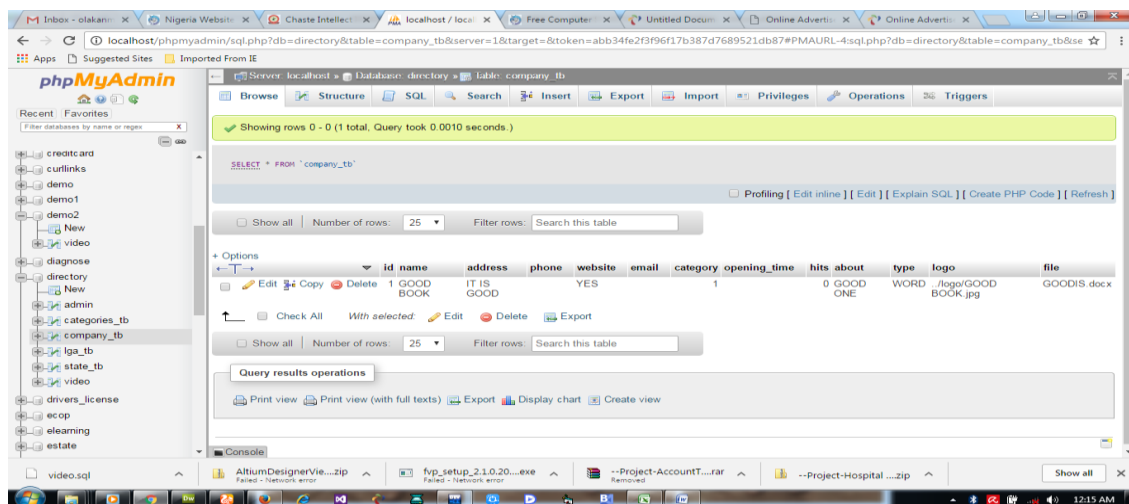 Inbox - olakann
Nigeria Website
Chaste Intellect
localhost / local
Free Computer
Untitled Docum
Online Adverti
Online Adverti
localhost/phpmyadmin/sql.php?db=directory&table=company_tb&server=1&target=&token=abb34fe2f3f96f17b387d7689521db87#PMAURL-4:sql.php?db=directory&table=company_tb&se
Apps Suggested Sites Imported From IE
phpMyAdmin
Recent Favorites
Filter databases by name or regex X
creditcard
curllinks
demo
demo1
demo2
New
video
diagnose
directory
New
admin
categories_tb
company_tb
lga_tb
state_tb
video
drivers_license
ecop
elearning
estate
Server: localhost » Database: directory » Table: company_tb
Browse Structure SQL Search Insert Export Import Privileges Operations Triggers
Showing rows 0 - 0 (1 total, Query took 0.0010 seconds.)
SELECT * FROM `company_tb`
Profiling [ Edit inline ] [ Edit ] [ Explain SQL ] [ Create PHP Code ] [ Refresh ]
Show all Number of rows: 25 Filter rows: Search this table
+ Options
←T→ id name address phone website email category opening_time hits about type logo file
Edit Copy Delete 1 GOOD BOOK IT IS GOOD YES 1 0 GOOD ONE WORD ../logo/GOOD BOOK.jpg GOODIS.docx
Check All With selected: Edit Delete Export
Show all Number of rows: 25 Filter rows: Search this table
Query results operations
Print view Print view (with full texts) Export Display chart Create view
Console
video.sql
AltiumDesignerVie....zip
Failed - Network error
fvp_setup_2.1.0.20....exe
Failed - Network error
--Project-AccountT....rar
Removed
--Project-Hospital ....zip
Show all
12:15 AM